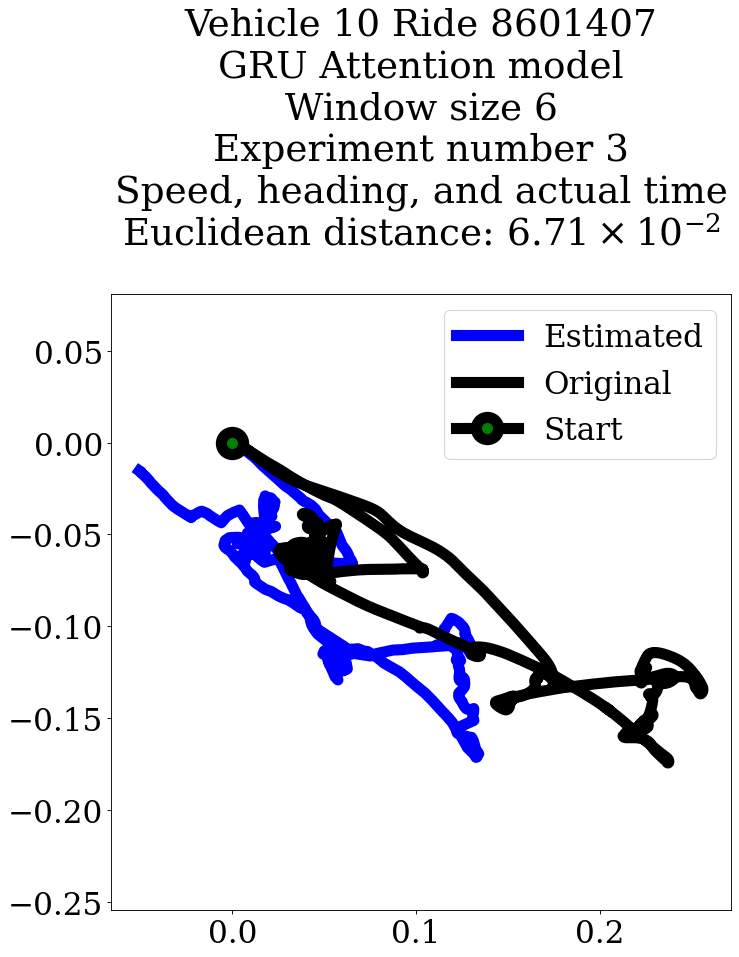 Vehicle 10 Ride 8601407
GRU Attention model
Window size 6
Experiment number 3
Speed, heading, and actual time
Euclidean distance: 6.71 × 10⁻²
Estimated
Original
Start
0.05
0.00
−0.05
−0.10
−0.15
−0.20
−0.25
0.0 0.1 0.2